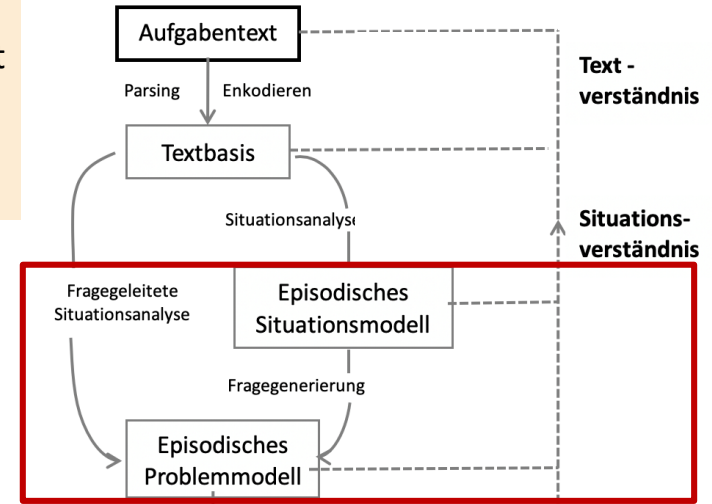 t
Aufgabentext
Text -
verständnis
Parsing
Enkodieren
Textbasis
Situationsanalyse
Situations-
verständnis
Fragegeleitete
Situationsanalyse
Episodisches
Situationsmodell
Fragegenerierung
Episodisches
Problemmodell